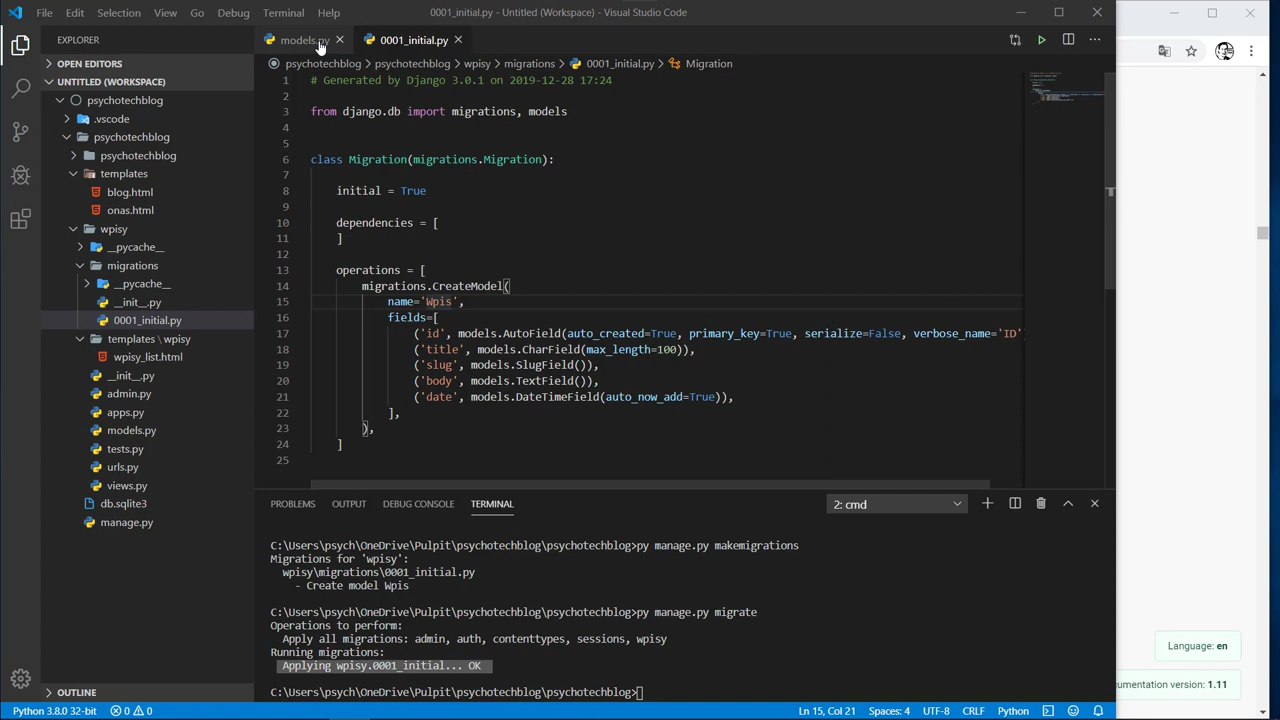 File Edit Selection View Go Debug Terminal Help
0001_initial.py - Untitled (Workspace) - Visual Studio Code
EXPLORER
models.py
0001_initial.py
OPEN EDITORS
psychotechblog > psychotechblog > wpisy > migrations > 0001_initial.py > Migration
UNTITLED (WORKSPACE)
psychotechblog
.vscode
psychotechblog
psychotechblog
templates
blog.html
onas.html
wpisy
__pycache__
migrations
__pycache__
__init__.py
0001_initial.py
templates \ wpisy
wpisy_list.html
__init__.py
admin.py
apps.py
models.py
tests.py
urls.py
views.py
db.sqlite3
manage.py
OUTLINE
1 # Generated by Django 3.0.1 on 2019-12-28 17:24
2
3 from django.db import migrations, models
4
5
6 class Migration(migrations.Migration):
7
8 initial = True
9
10 dependencies = [
11 ]
12
13 operations = [
14 migrations.CreateModel(
15 name='Wpis',
16 fields=[
17 ('id', models.AutoField(auto_created=True, primary_key=True, serialize=False, verbose_name='ID'
18 ('title', models.CharField(max_length=100)),
19 ('slug', models.SlugField()),
20 ('body', models.TextField()),
21 ('date', models.DateTimeField(auto_now_add=True)),
22 ],
23 ),
24 ]
25
PROBLEMS OUTPUT DEBUG CONSOLE TERMINAL
2: cmd
C:\Users\psych\OneDrive\Pulpit\psychotechblog\psychotechblog>py manage.py makemigrations
Migrations for 'wpisy':
wpisy\migrations\0001_initial.py
- Create model Wpis
C:\Users\psych\OneDrive\Pulpit\psychotechblog\psychotechblog>py manage.py migrate
Operations to perform:
Apply all migrations: admin, auth, contenttypes, sessions, wpisy
Running migrations:
Applying wpisy.0001_initial... OK
C:\Users\psych\OneDrive\Pulpit\psychotechblog\psychotechblog>
Language: en
version: 1.11
Python 3.8.0 32-bit
0 0
Ln 15, Col 21
Spaces: 4
UTF-8
CRLF
Python